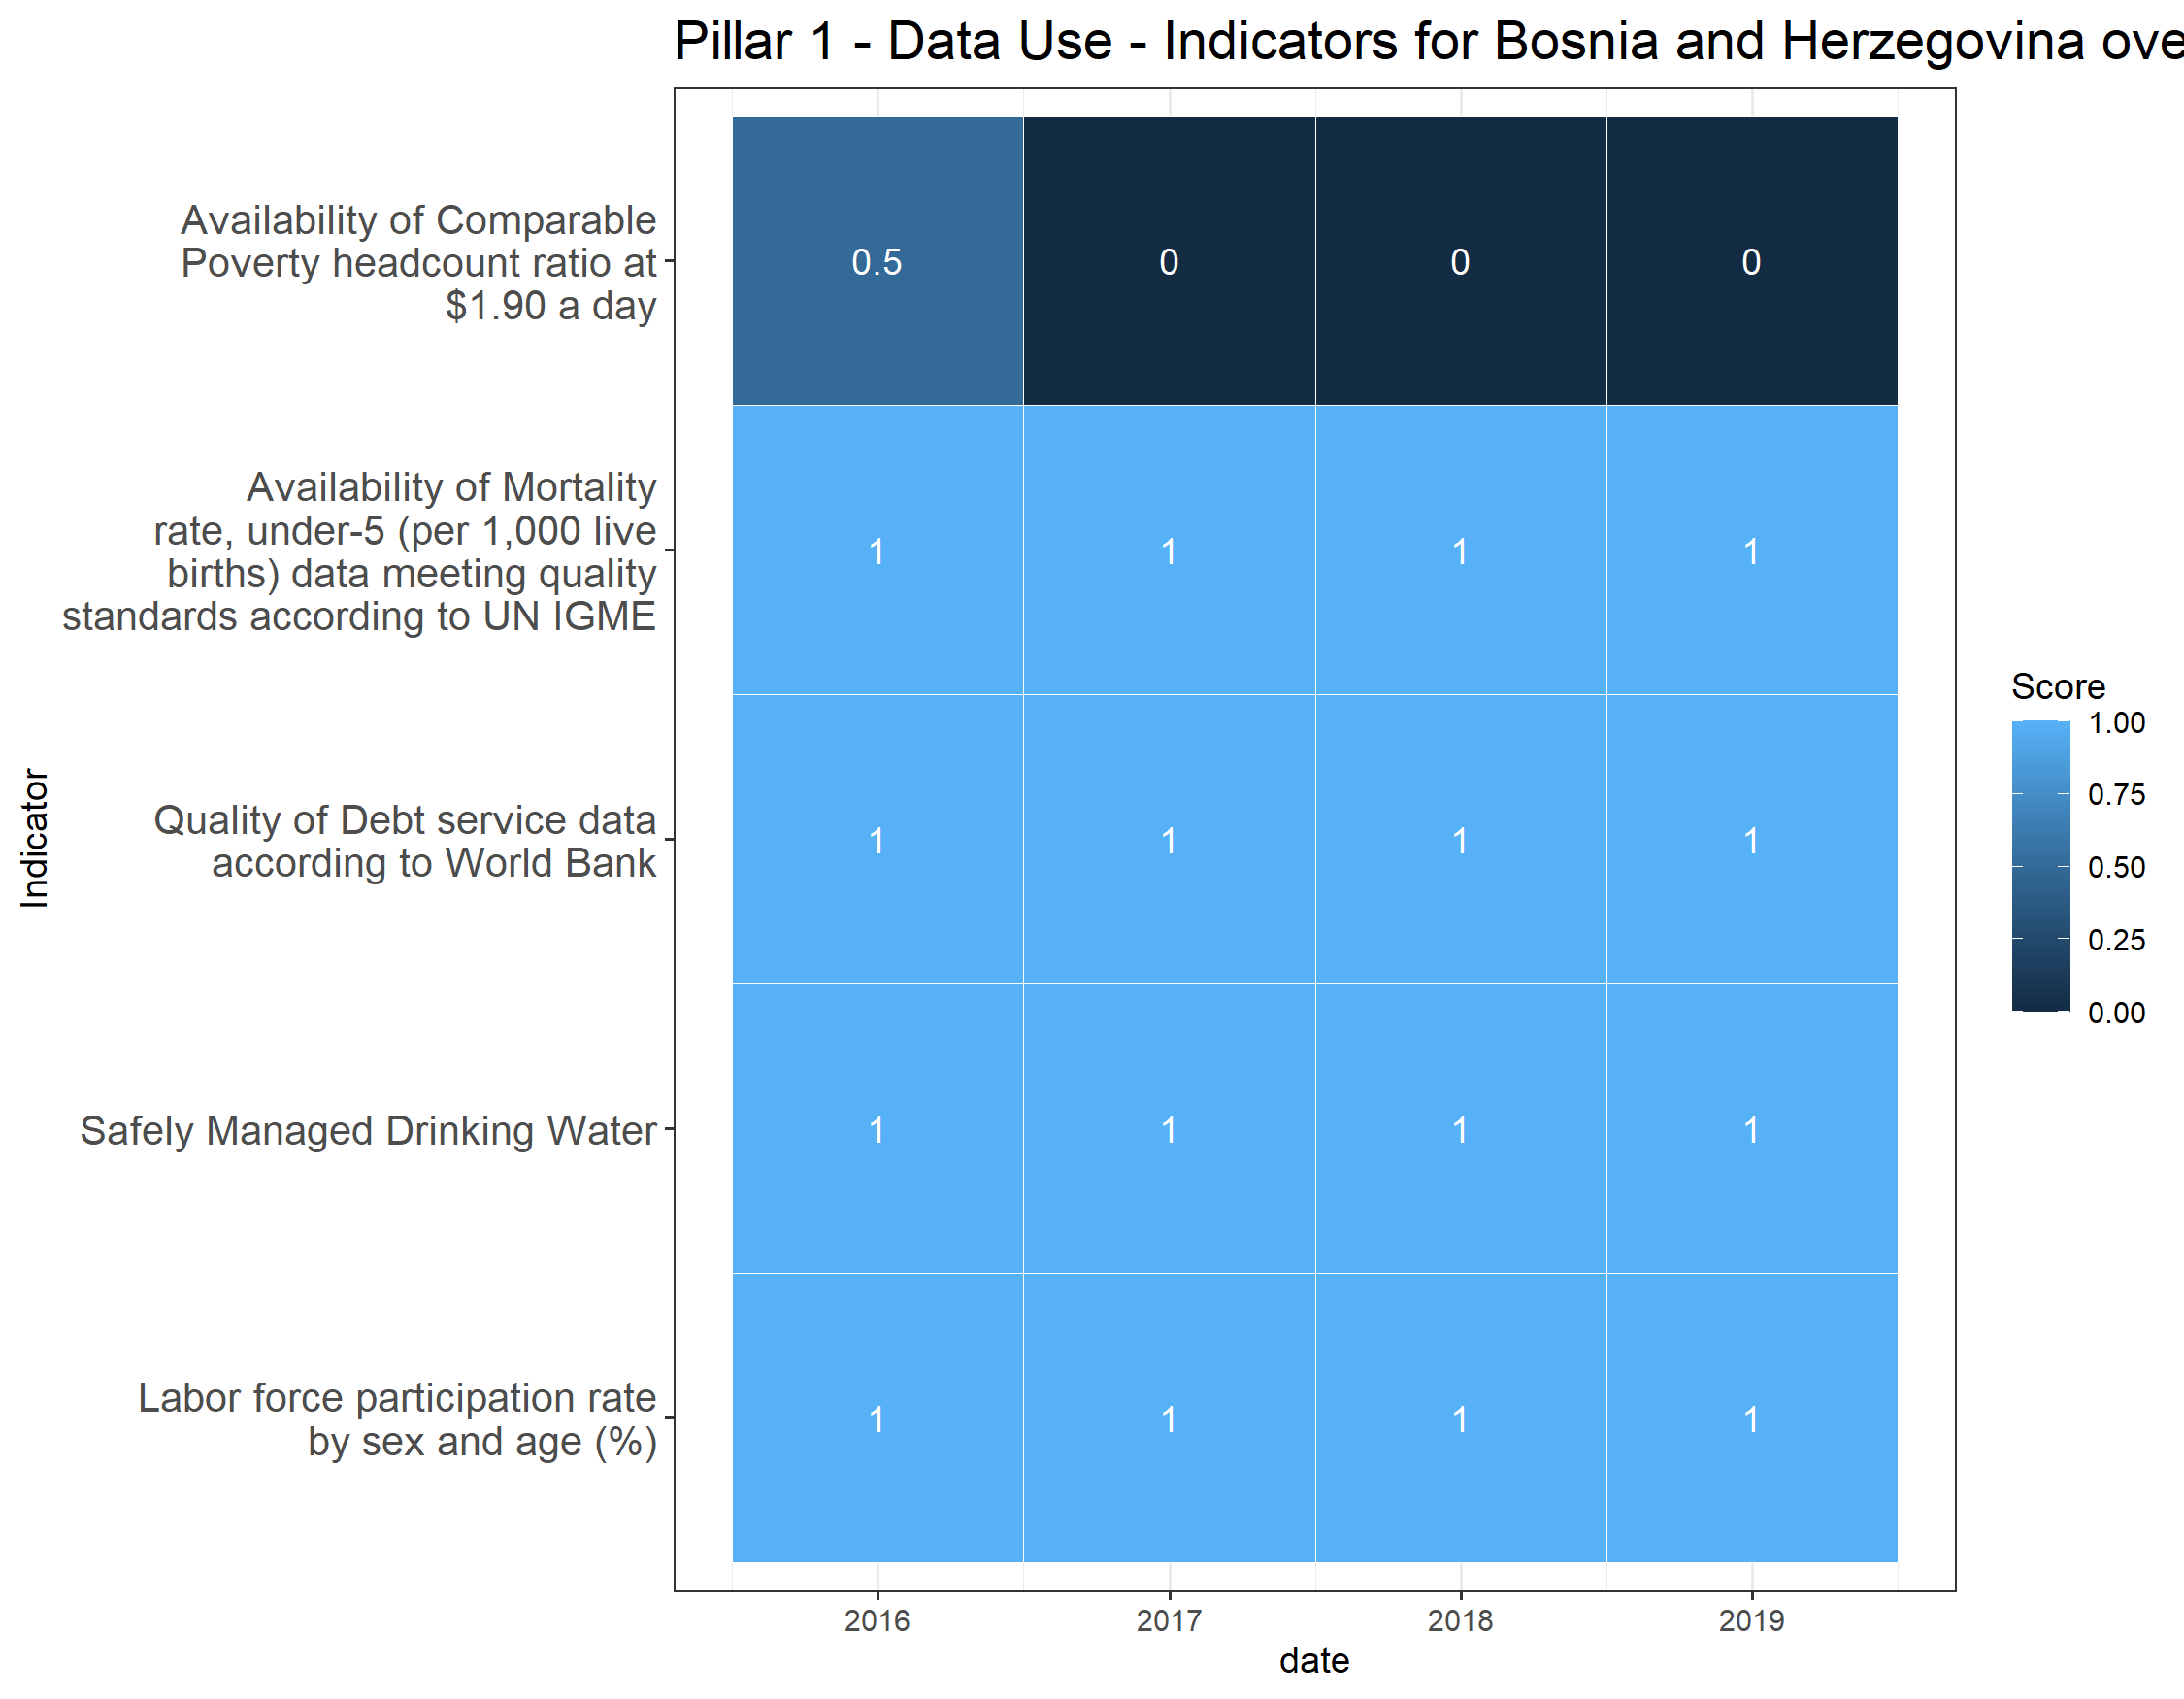 Pillar 1 - Data Use - Indicators for Bosnia and Herzegovina ove
Availability of Comparable
Poverty headcount ratio at
$1.90 a day
0.5 0 0 0
Availability of Mortality
rate, under-5 (per 1,000 live
births) data meeting quality
standards according to UN IGME
1 1 1 1
Quality of Debt service data
according to World Bank
1 1 1 1
Safely Managed Drinking Water
1 1 1 1
Labor force participation rate
by sex and age (%)
1 1 1 1
Indicator
2016 2017 2018 2019
date
Score
1.00
0.75
0.50
0.25
0.00